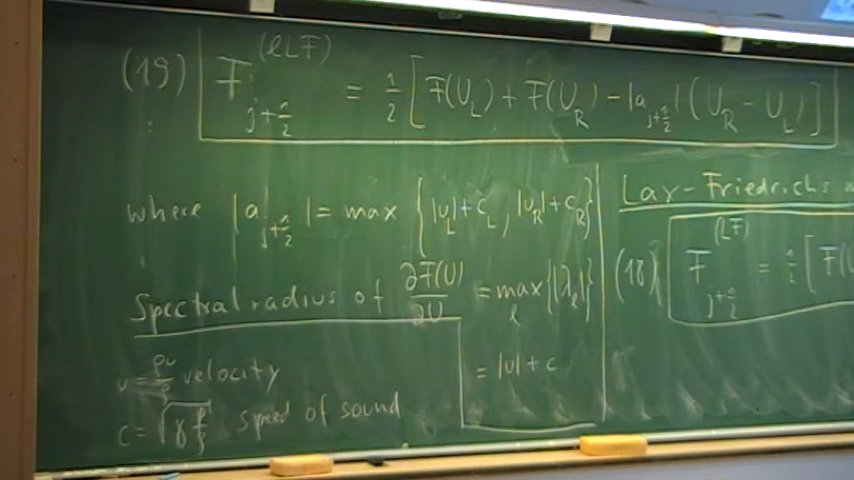 (19) F_{j+1/2}^{(lLF)} = 1/2 [ F(U_L) + F(U_R) - |a_{j+1/2}| (U_R - U_L) ]
where |a_{j+1/2}| = max { |u_L| + c_L, |u_R| + c_R }
Spectral radius of ∂F(U)/∂U = max_l {|λ_l|}
= |u| + c
u = ρu/ρ velocity
c = √(γ p/ρ) speed of sound
Lax-Friedrichs
(18) F_{j+1/2}^{(LF)} = 1/2 [ F(U